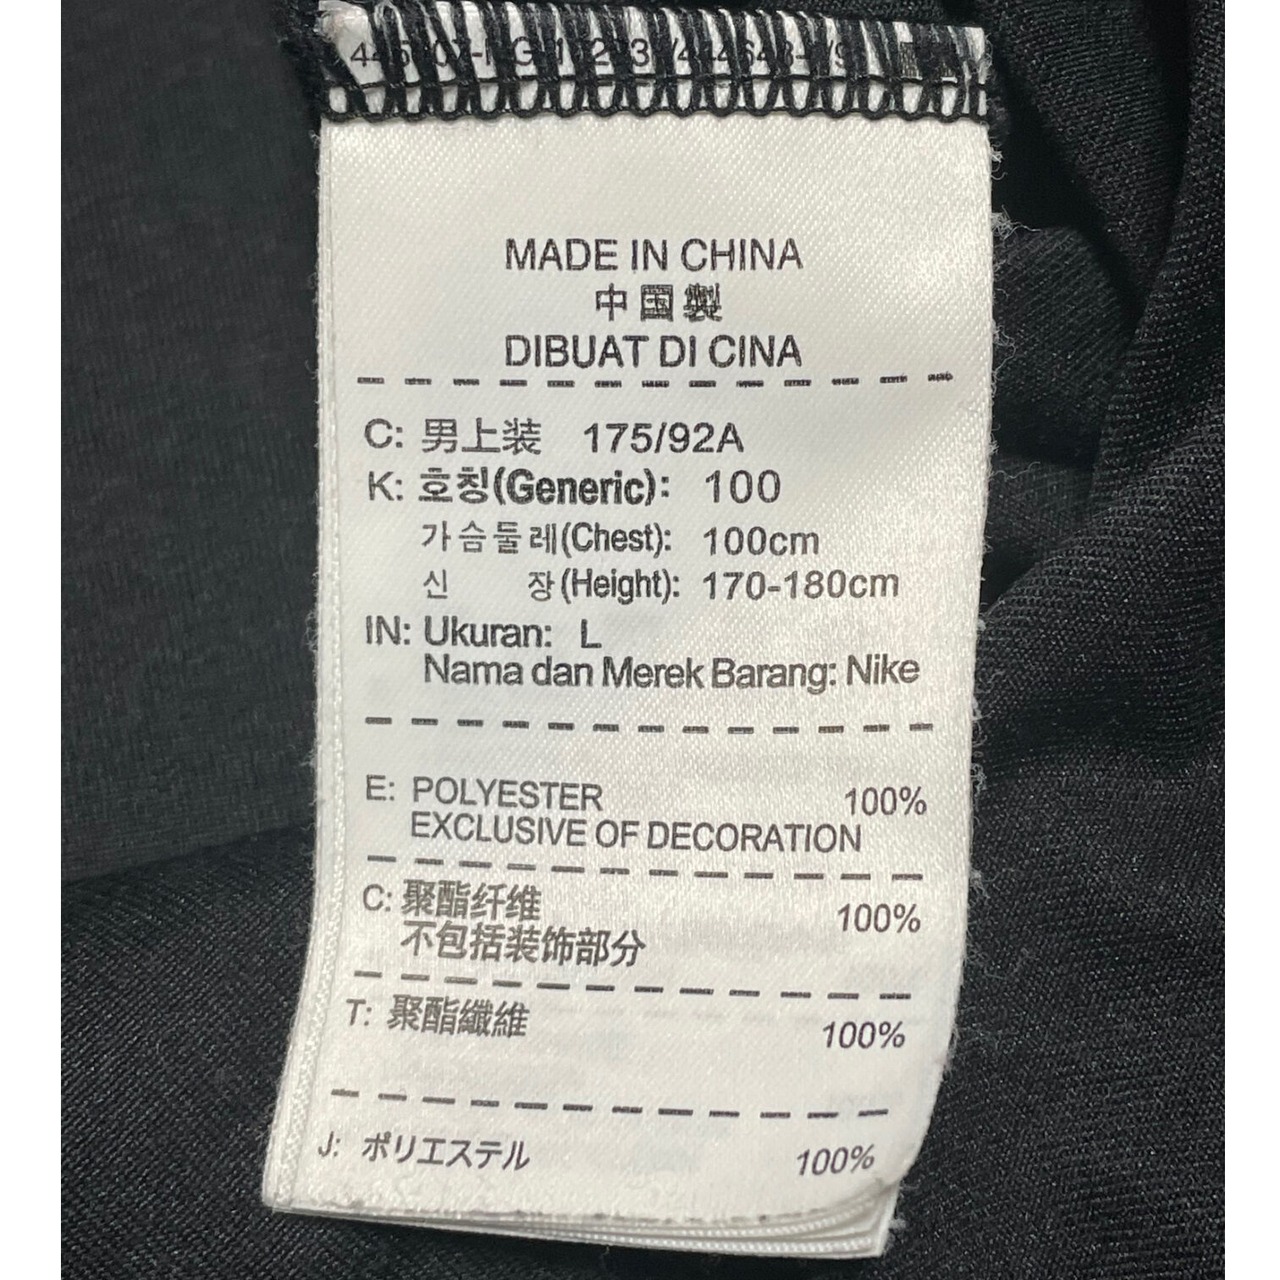 MADE IN CHINA
中国製
DIBUAT DI CINA
C: 男上装 175/92A
K: 호칭(Generic): 100
가슴둘레(Chest): 100cm
신 장(Height): 170-180cm
IN: Ukuran: L
Nama dan Merek Barang: Nike
E: POLYESTER 100%
EXCLUSIVE OF DECORATION
C: 聚酯纤维 100%
不包括装饰部分
T: 聚酯纖維 100%
J: ポリエステル 100%